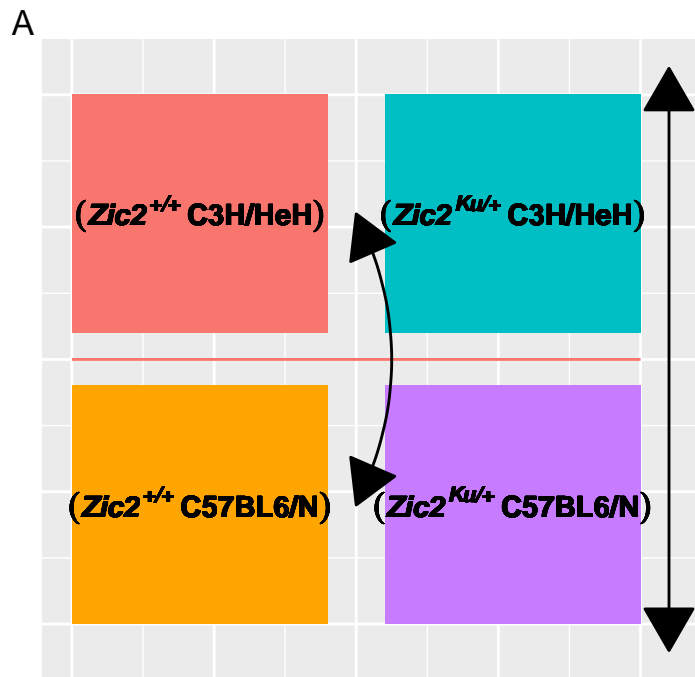 A
(Zic2+/+ C3H/HeH)
(Zic2Ku/+ C3H/HeH)
(Zic2+/+ C57BL6/N)
(Zic2Ku/+ C57BL6/N)